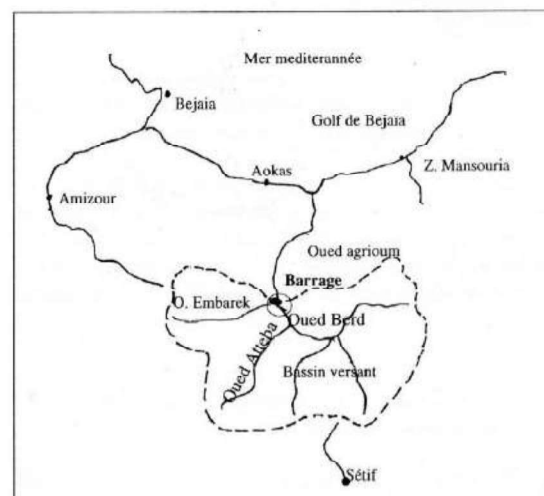 Mer mediterannée
Bejaia
Golf de Bejaia
Aokas
Z. Mansouria
Amizour
Oued agrioum
Barrage
O. Embarek
Oued Berd
Oued Atteba
Bassin versant
Sétif